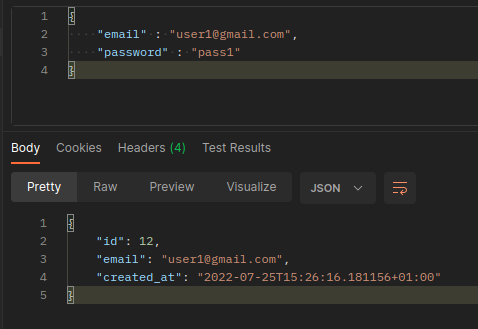 1 {
2 "email" : "user1@gmail.com",
3 "password" : "pass1"
4 }
Body Cookies Headers (4) Test Results
Pretty Raw Preview Visualize JSON
1 {
2 "id": 12,
3 "email": "user1@gmail.com",
4 "created_at": "2022-07-25T15:26:16.181156+01:00"
5 }